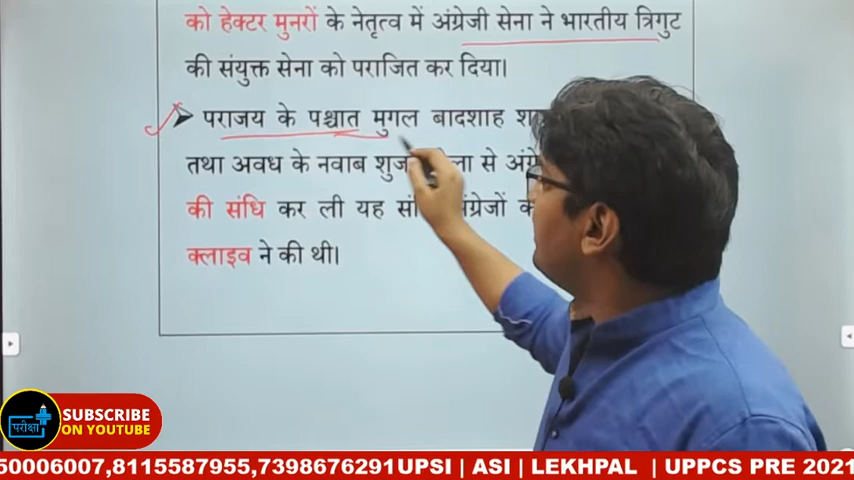 को हेक्टर मुनरों के नेतृत्व में अंग्रेजी सेना ने भारतीय त्रिगुट
की संयुक्त सेना को पराजित कर दिया।
पराजय के पश्चात मुगल बादशाह
तथा अवध के नवाब से
की संधि कर ली यह
क्लाइव ने की थी।
परीक्षा
SUBSCRIBE
ON YOUTUBE
50006007,8115587955,7398676291UPSI | ASI | LEKHPAL | UPPCS PRE 2021